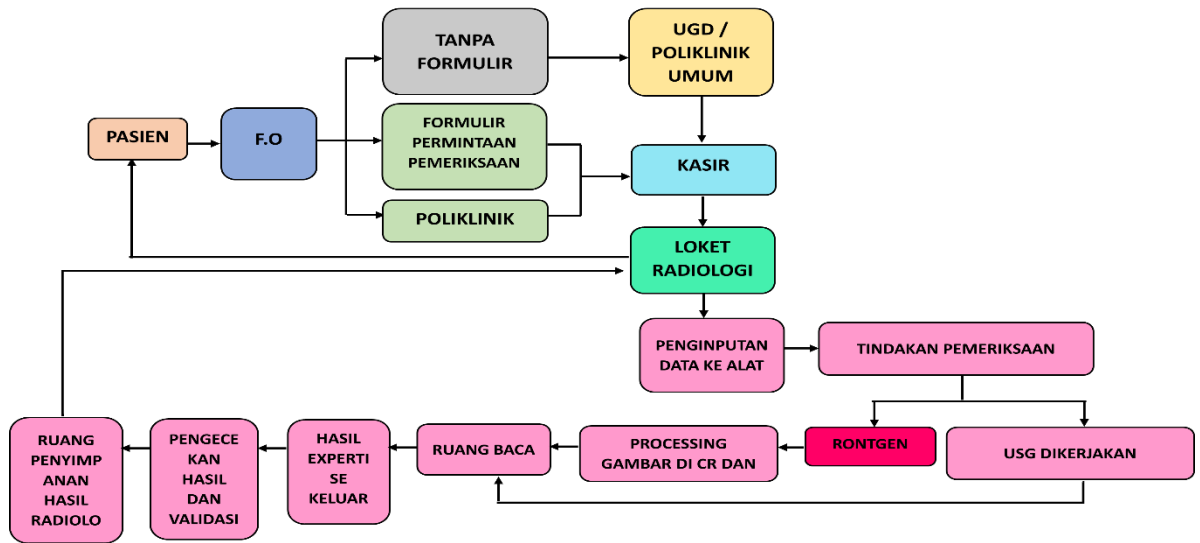 TANPA
FORMULIR
UGD /
POLIKLINIK
UMUM
PASIEN
F.O
FORMULIR
PERMINTAAN
PEMERIKSAAN
KASIR
POLIKLINIK
LOKET
RADIOLOGI
PENGINPUTAN
DATA KE ALAT
TINDAKAN PEMERIKSAAN
RUANG
PENYIMP
ANAN
HASIL
RADIOLO
PENGECE
KAN
HASIL
DAN
VALIDASI
HASIL
EXPERTI
SE
KELUAR
RUANG BACA
PROCESSING
GAMBAR DI CR DAN
RONTGEN
USG DIKERJAKAN